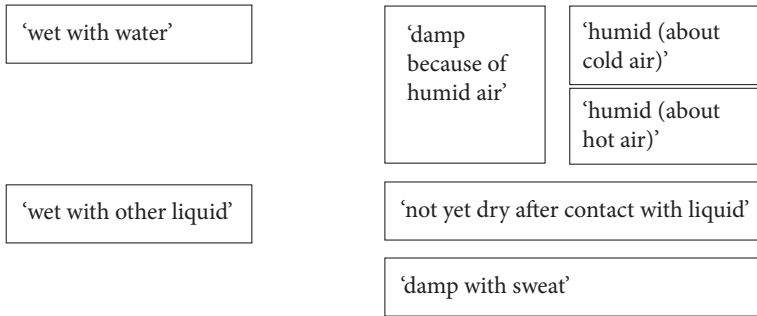 ‘wet with water’
‘damp
because of
humid air’
‘humid (about
cold air)’
‘humid (about
hot air)’
‘wet with other liquid’
‘not yet dry after contact with liquid’
‘damp with sweat’